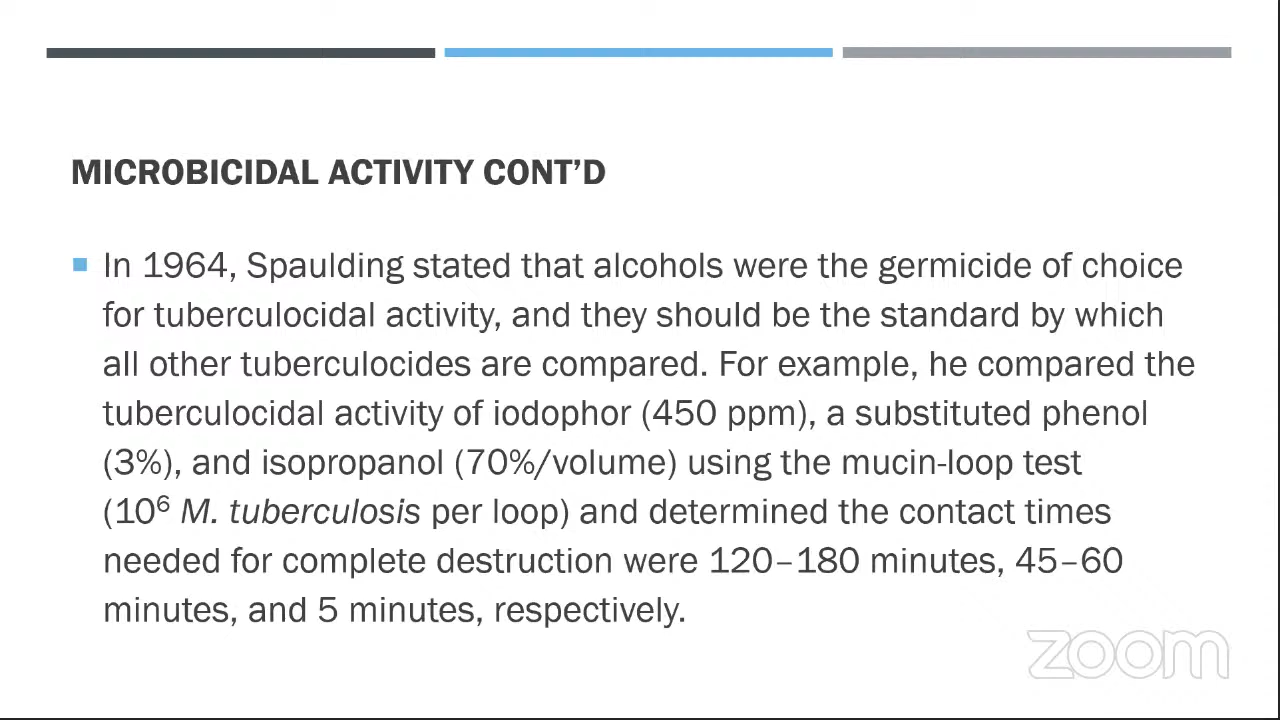 MICROBICIDAL ACTIVITY CONT’D
In 1964, Spaulding stated that alcohols were the germicide of choice
for tuberculocidal activity, and they should be the standard by which
all other tuberculocides are compared. For example, he compared the
tuberculocidal activity of iodophor (450 ppm), a substituted phenol
(3%), and isopropanol (70%/volume) using the mucin-loop test
(10⁶ M. tuberculosis per loop) and determined the contact times
needed for complete destruction were 120–180 minutes, 45–60
minutes, and 5 minutes, respectively.
zoom